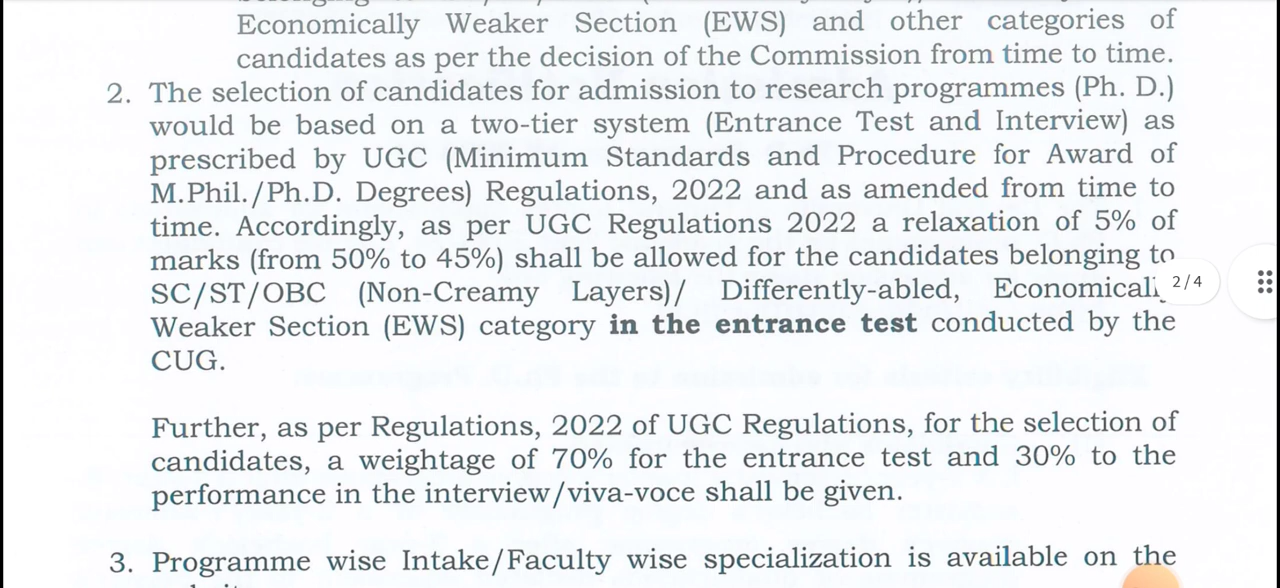 Economically Weaker Section (EWS) and other categories of
candidates as per the decision of the Commission from time to time.
2. The selection of candidates for admission to research programmes (Ph. D.)
would be based on a two-tier system (Entrance Test and Interview) as
prescribed by UGC (Minimum Standards and Procedure for Award of
M.Phil./Ph.D. Degrees) Regulations, 2022 and as amended from time to
time. Accordingly, as per UGC Regulations 2022 a relaxation of 5% of
marks (from 50% to 45%) shall be allowed for the candidates belonging to
SC/ST/OBC (Non-Creamy Layers)/ Differently-abled,
2/4
Weaker Section (EWS) category in the entrance test conducted by the
CUG.
Further, as per Regulations, 2022 of UGC Regulations, for the selection of
candidates, a weightage of 70% for the entrance test and 30% to the
performance in the interview/viva-voce shall be given.
3. Programme wise Intake/Faculty wise specialization is available on the